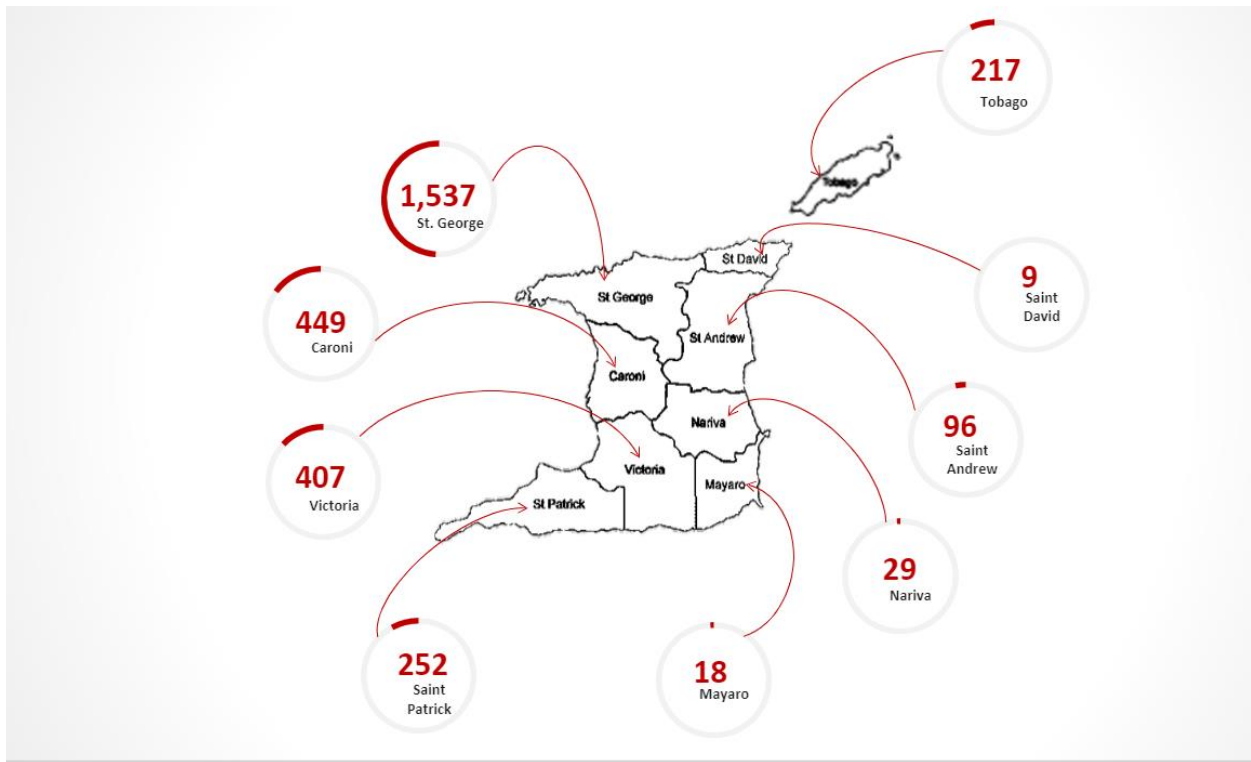 217
Tobago
1,537
St. George
Tobago
9
Saint
David
St David
St George
449
Caroni
St Andrew
Caroni
96
Saint
Andrew
Nariva
407
Victoria
Victoria
Mayaro
St Patrick
29
Nariva
252
Saint
Patrick
18
Mayaro